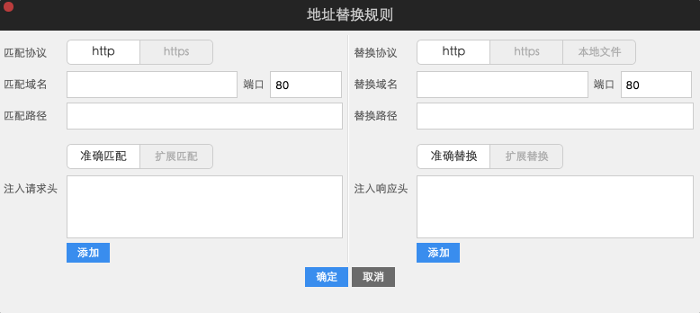 地址替换规则
匹配协议 http https
匹配域名 端口 80
匹配路径
准确匹配 扩展匹配
注入请求头
添加
替换协议 http https 本地文件
替换域名 端口 80
替换路径
准确替换 扩展替换
注入响应头
添加
确定 取消